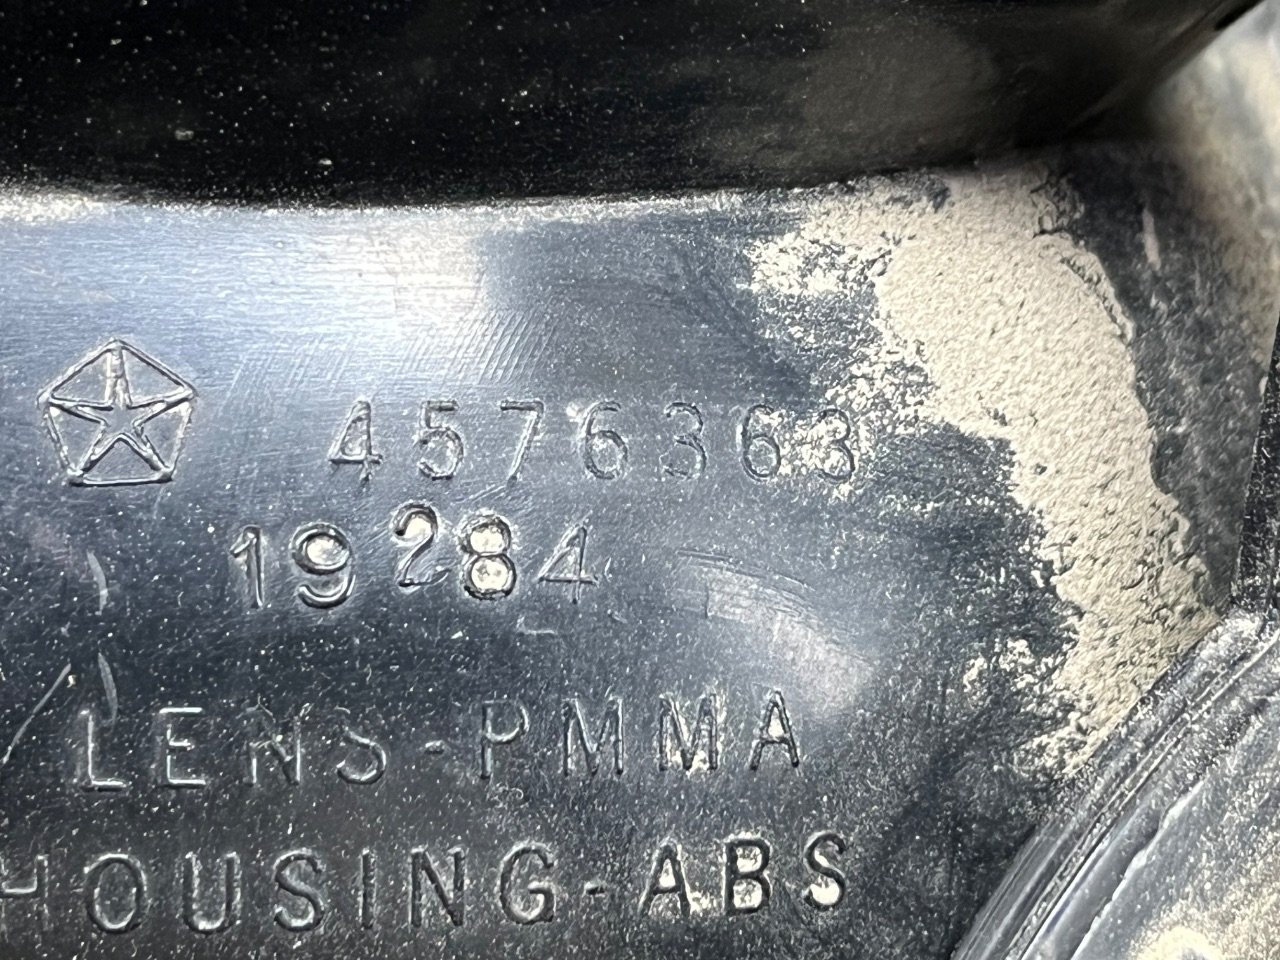 4576363
19284
LENS-PMMA
HOUSING-ABS